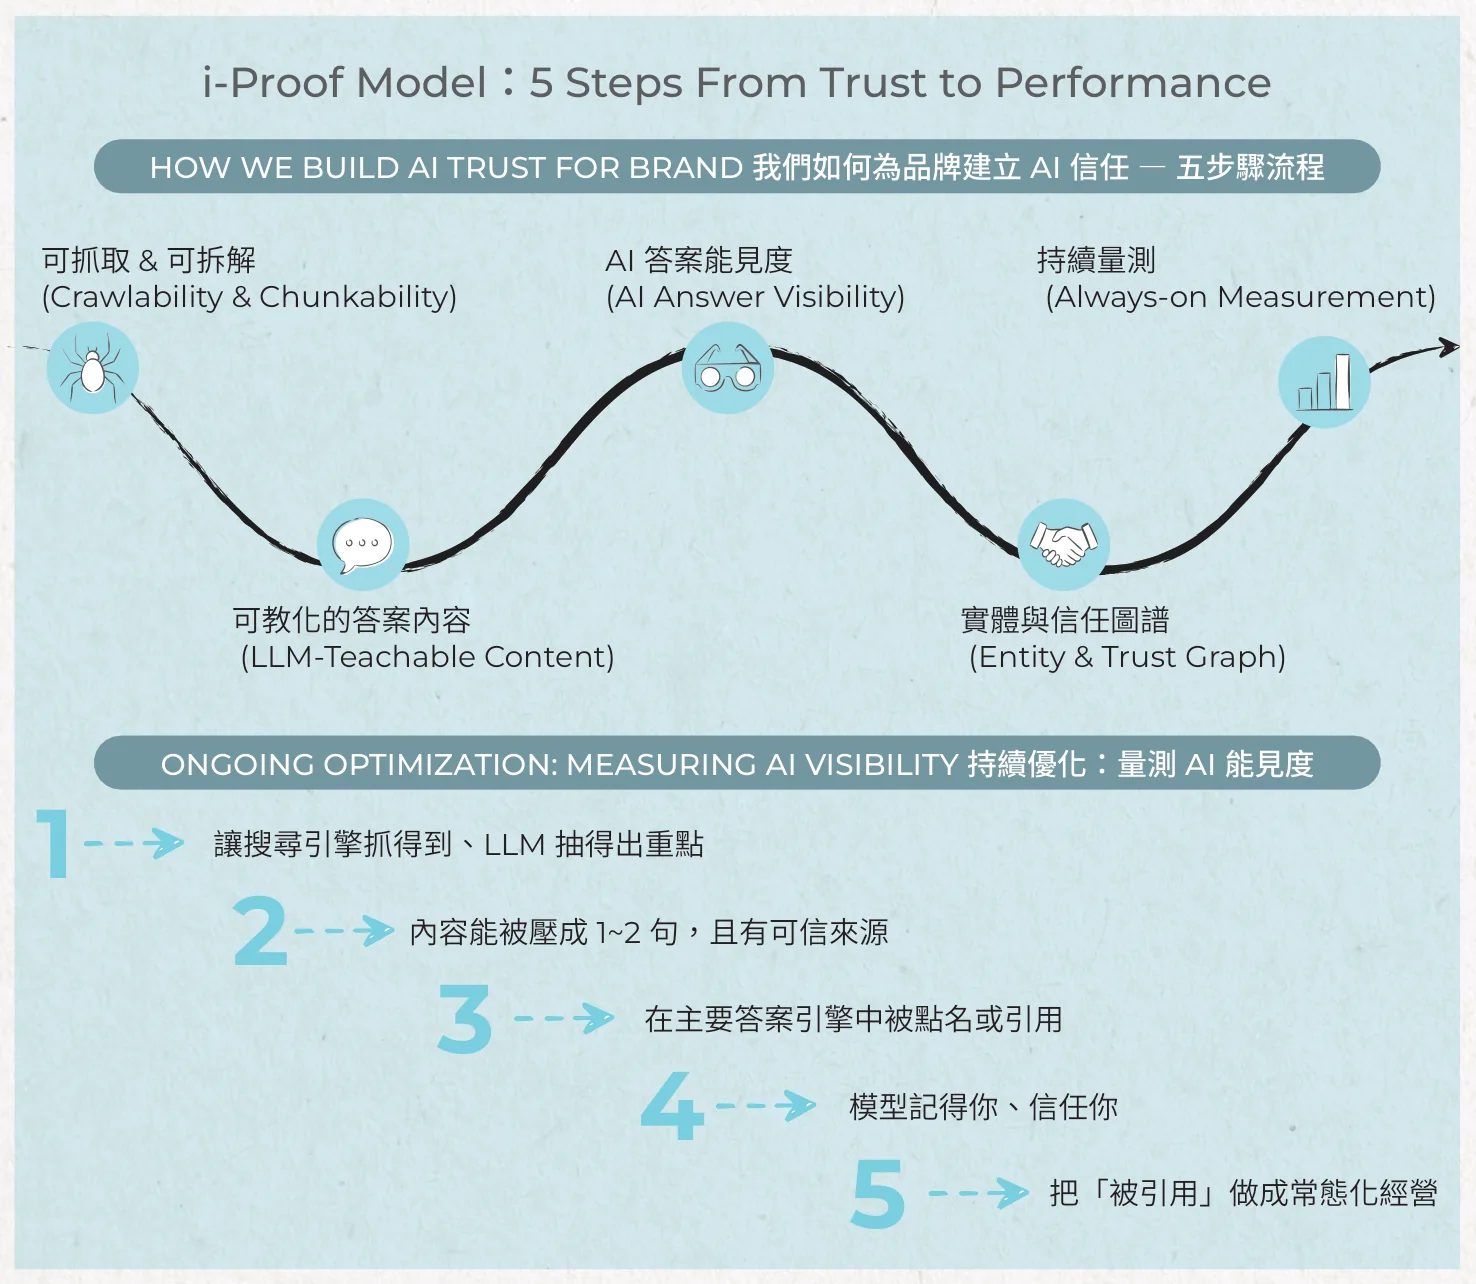 i-Proof Model：5 Steps From Trust to Performance
HOW WE BUILD AI TRUST FOR BRAND 我們如何為品牌建立 AI 信任 — 五步驟流程
可抓取 & 可拆解
(Crawlability & Chunkability)
AI 答案能見度
(AI Answer Visibility)
持續量測
(Always-on Measurement)
可教化的答案內容
(LLM-Teachable Content)
實體與信任圖譜
(Entity & Trust Graph)
ONGOING OPTIMIZATION: MEASURING AI VISIBILITY 持續優化：量測 AI 能見度
1 讓搜尋引擎抓得到、LLM 抽得出重點
2 內容能被壓成 1~2 句，且有可信來源
3 在主要答案引擎中被點名或引用
4 模型記得你、信任你
5 把「被引用」做成常態化經營